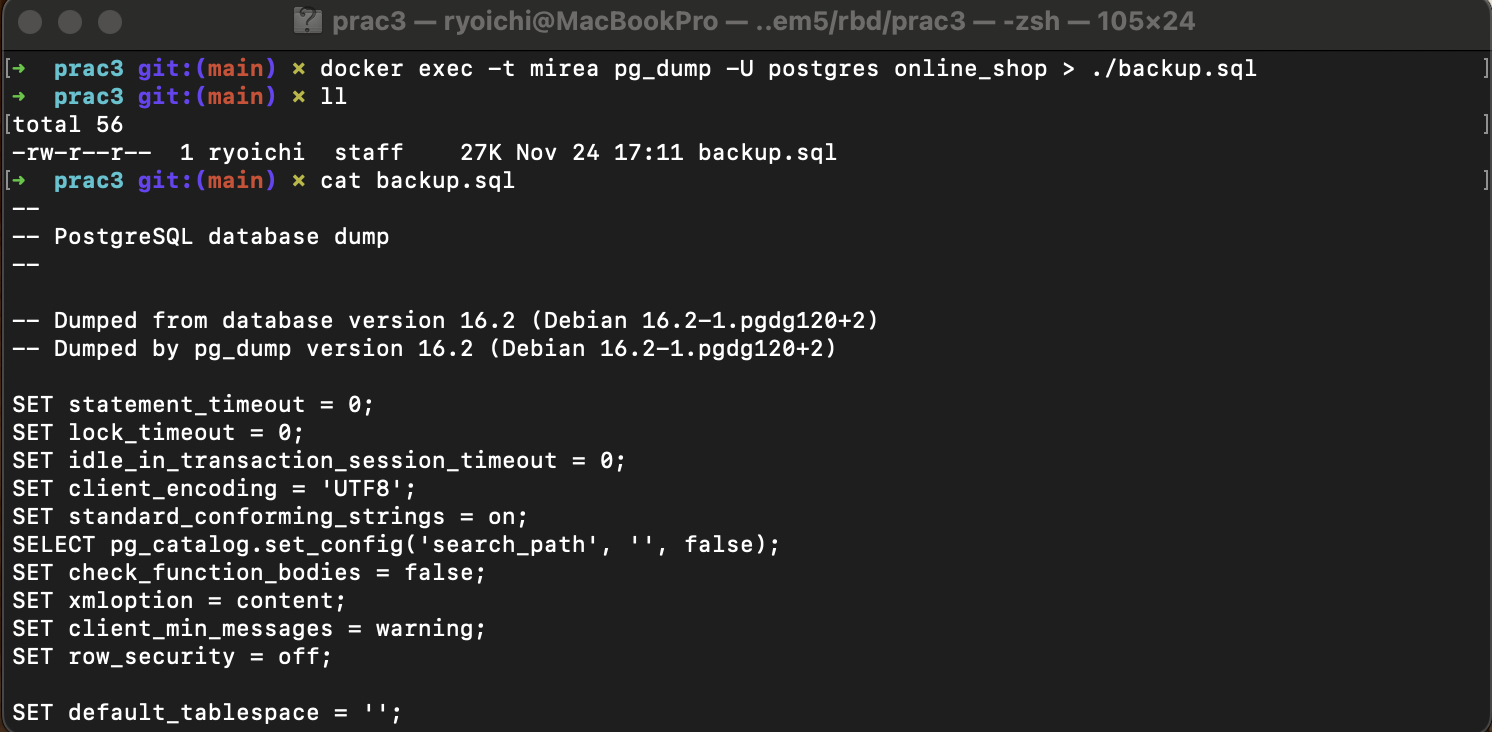 prac3 — ryoichi@MacBookPro — ..em5/rbd/prac3 — -zsh — 105×24
[➜  prac3 git:(main) ✗ docker exec -t mirea pg_dump -U postgres online_shop > ./backup.sql ]
➜  prac3 git:(main) ✗ ll
[total 56 ]
-rw-r--r--  1 ryoichi  staff    27K Nov 24 17:11 backup.sql
[➜  prac3 git:(main) ✗ cat backup.sql ]
--
-- PostgreSQL database dump
--
-- Dumped from database version 16.2 (Debian 16.2-1.pgdg120+2)
-- Dumped by pg_dump version 16.2 (Debian 16.2-1.pgdg120+2)
SET statement_timeout = 0;
SET lock_timeout = 0;
SET idle_in_transaction_session_timeout = 0;
SET client_encoding = 'UTF8';
SET standard_conforming_strings = on;
SELECT pg_catalog.set_config('search_path', '', false);
SET check_function_bodies = false;
SET xmloption = content;
SET client_min_messages = warning;
SET row_security = off;
SET default_tablespace = '';